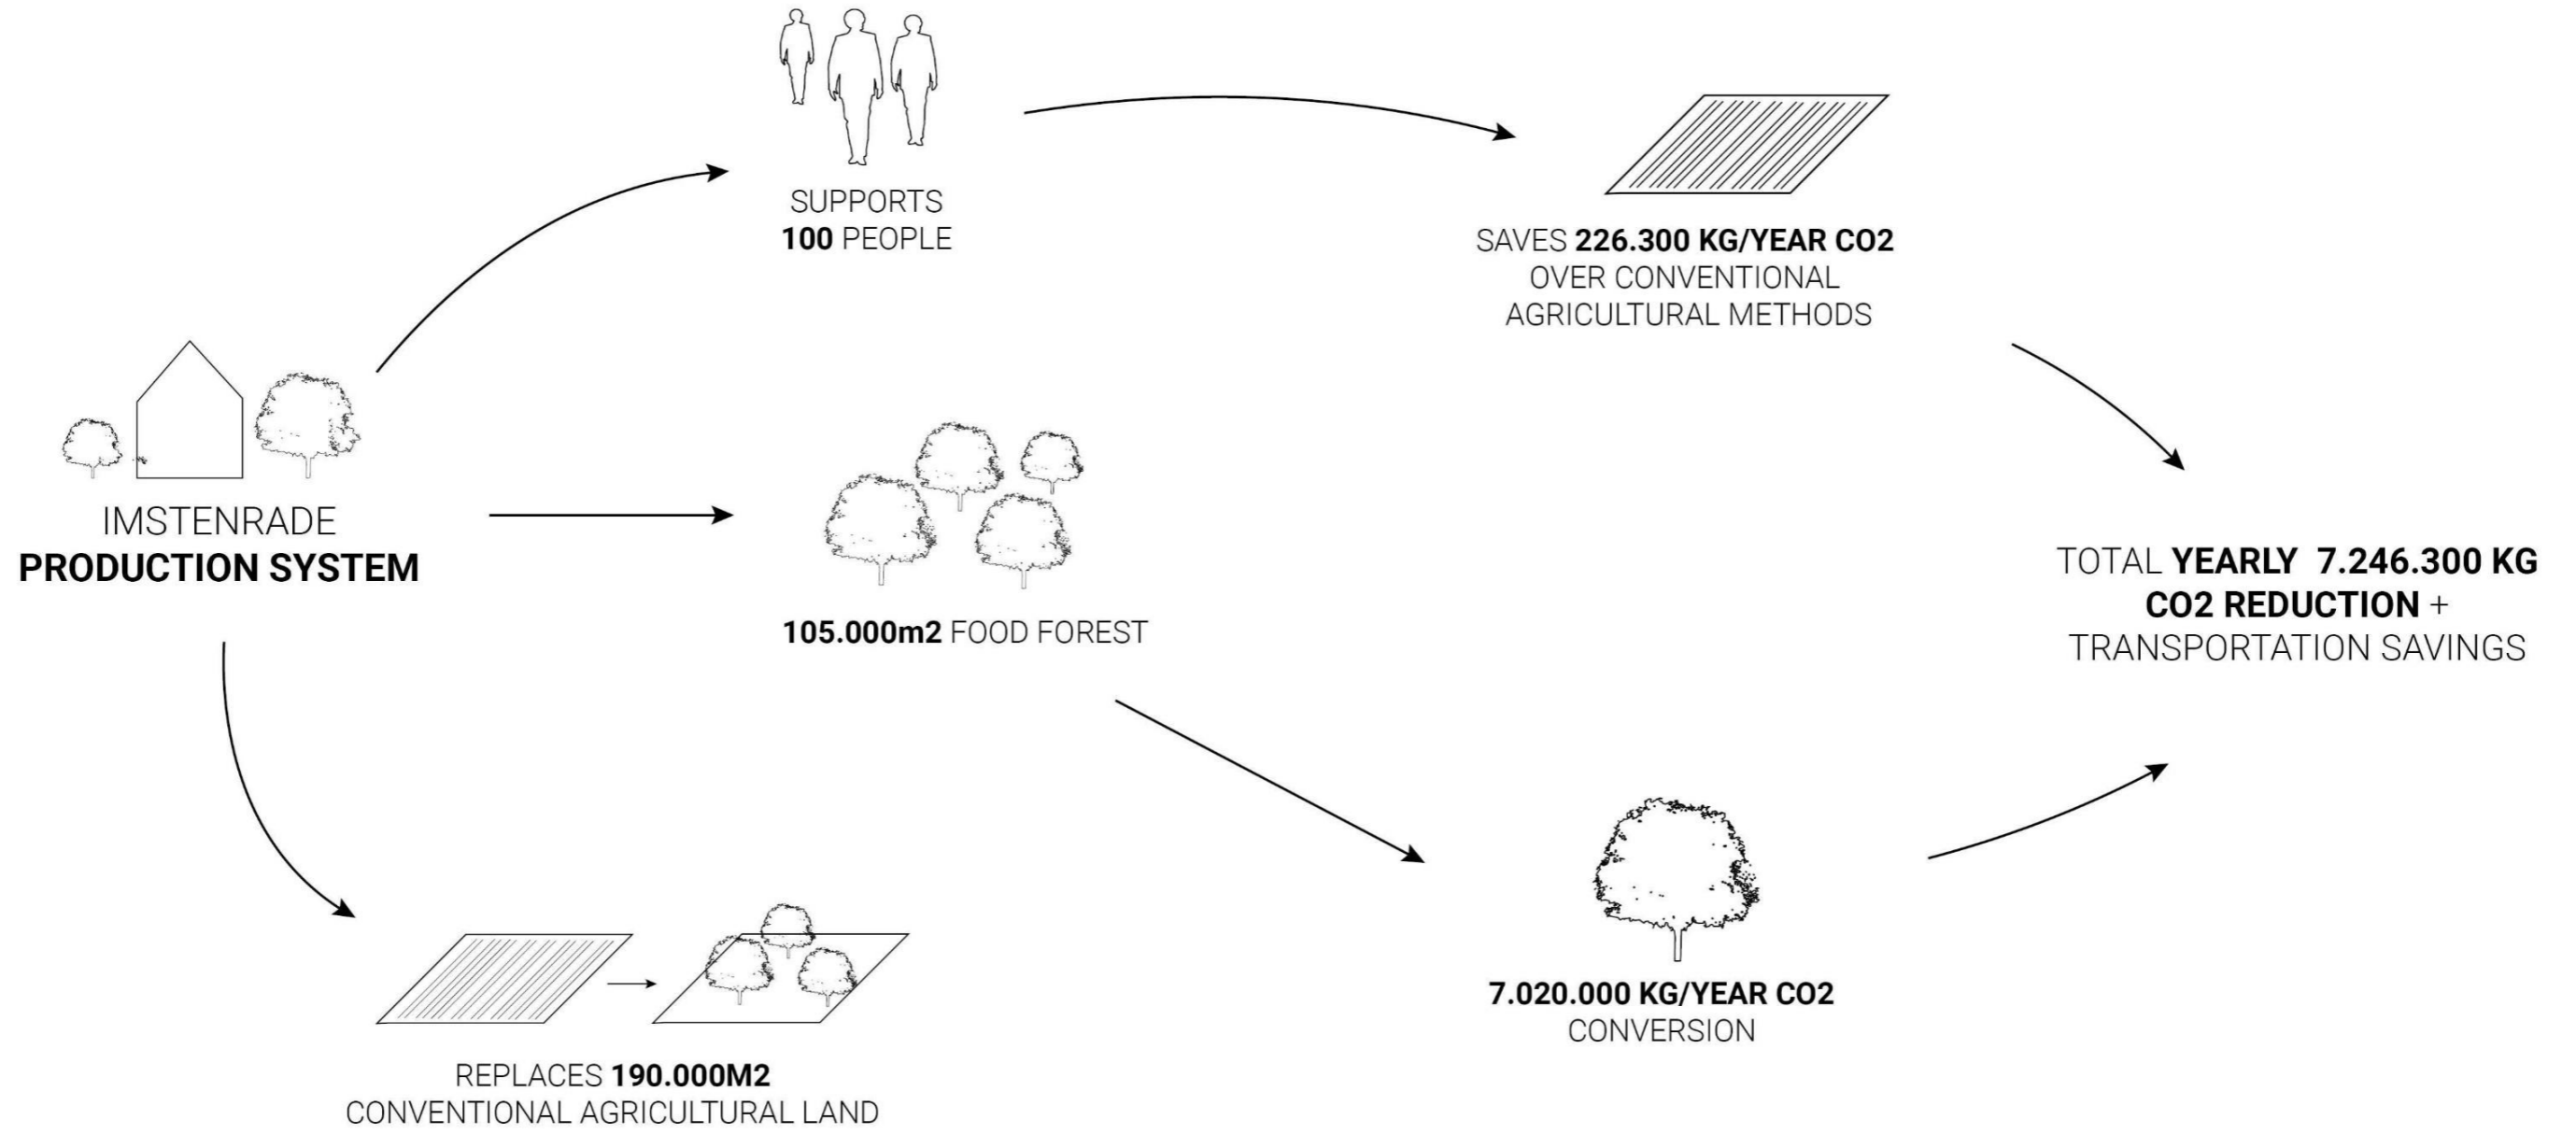 SUPPORTS
100 PEOPLE
SAVES 226.300 KG/YEAR CO2
OVER CONVENTIONAL
AGRICULTURAL METHODS
IMSTENRADE
PRODUCTION SYSTEM
105.000m2 FOOD FOREST
TOTAL YEARLY 7.246.300 KG
CO2 REDUCTION +
TRANSPORTATION SAVINGS
7.020.000 KG/YEAR CO2
CONVERSION
REPLACES 190.000M2
CONVENTIONAL AGRICULTURAL LAND